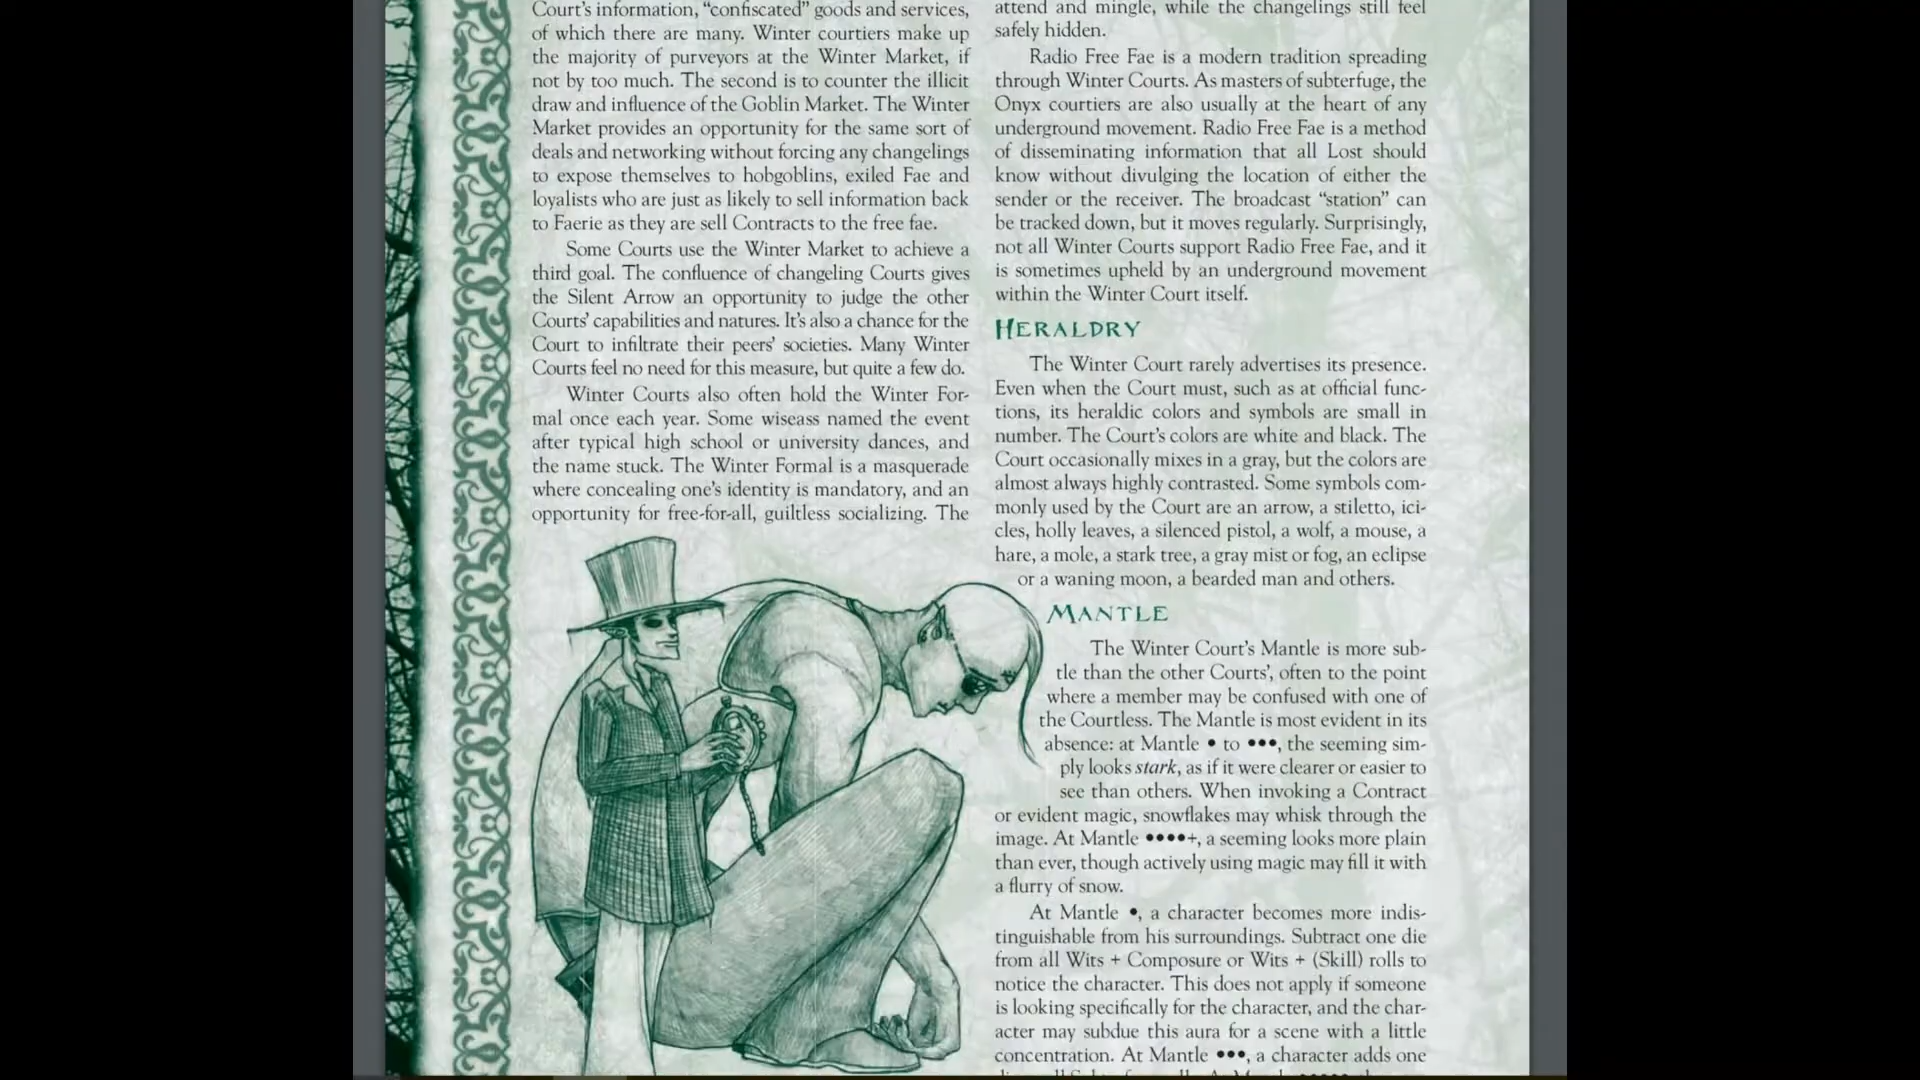 Court's information, “confiscated” goods and services,
of which there are many. Winter courtiers make up
the majority of purveyors at the Winter Market, if
not by too much. The second is to counter the illicit
draw and influence of the Goblin Market. The Winter
Market provides an opportunity for the same sort of
deals and networking without forcing any changelings
to expose themselves to hobgoblins, exiled Fae and
loyalists who are just as likely to sell information back
to Faerie as they are sell Contracts to the free fae.
Some Courts use the Winter Market to achieve a
third goal. The confluence of changeling Courts gives
the Silent Arrow an opportunity to judge the other
Courts' capabilities and natures. It's also a chance for the
Court to infiltrate their peers' societies. Many Winter
Courts feel no need for this measure, but quite a few do.
Winter Courts also often hold the Winter For-
mal once each year. Some wiseass named the event
after typical high school or university dances, and
the name stuck. The Winter Formal is a masquerade
where concealing one's identity is mandatory, and an
opportunity for free-for-all, guiltless socializing. The
attend and mingle, while the changelings still feel
safely hidden.
Radio Free Fae is a modern tradition spreading
through Winter Courts. As masters of subterfuge, the
Onyx courtiers are also usually at the heart of any
underground movement. Radio Free Fae is a method
of disseminating information that all Lost should
know without divulging the location of either the
sender or the receiver. The broadcast “station” can
be tracked down, but it moves regularly. Surprisingly,
not all Winter Courts support Radio Free Fae, and it
is sometimes upheld by an underground movement
within the Winter Court itself.
HERALDRY
The Winter Court rarely advertises its presence.
Even when the Court must, such as at official func-
tions, its heraldic colors and symbols are small in
number. The Court's colors are white and black. The
Court occasionally mixes in a gray, but the colors are
almost always highly contrasted. Some symbols com-
monly used by the Court are an arrow, a stiletto, ici-
cles, holly leaves, a silenced pistol, a wolf, a mouse, a
hare, a mole, a stark tree, a gray mist or fog, an eclipse
or a waning moon, a bearded man and others.
MANTLE
The Winter Court's Mantle is more sub-
tle than the other Courts', often to the point
where a member may be confused with one of
the Courtless. The Mantle is most evident in its
absence: at Mantle • to •••, the seeming sim-
ply looks stark, as if it were clearer or easier to
see than others. When invoking a Contract
or evident magic, snowflakes may whisk through the
image. At Mantle ••••+, a seeming looks more plain
than ever, though actively using magic may fill it with
a flurry of snow.
At Mantle •, a character becomes more indis-
tinguishable from his surroundings. Subtract one die
from all Wits + Composure or Wits + (Skill) rolls to
notice the character. This does not apply if someone
is looking specifically for the character, and the char-
acter may subdue this aura for a scene with a little
concentration. At Mantle •••, a character adds one